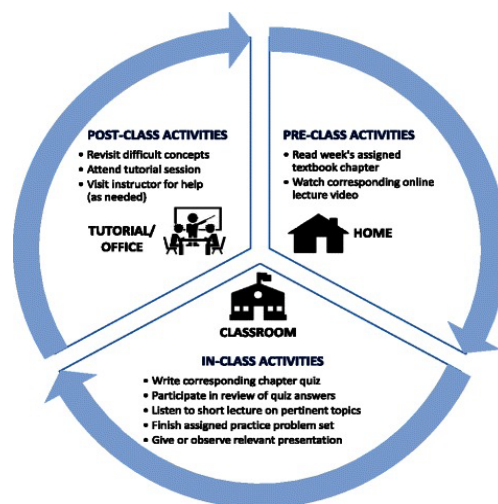 POST-CLASS ACTIVITIES
• Revisit difficult concepts
• Attend tutorial session
• Visit instructor for help
(as needed)
TUTORIAL/
OFFICE
PRE-CLASS ACTIVITIES
• Read week's assigned
textbook chapter
• Watch corresponding online
lecture video
HOME
CLASSROOM
IN-CLASS ACTIVITIES
• Write corresponding chapter quiz
• Participate in review of quiz answers
• Listen to short lecture on pertinent topics
• Finish assigned practice problem set
• Give or observe relevant presentation